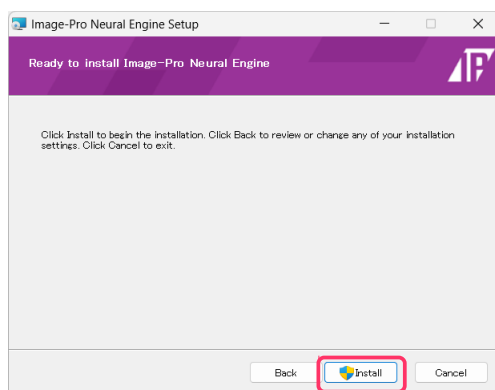 Image-Pro Neural Engine Setup
Ready to install Image-Pro Neural Engine
Click Install to begin the installation. Click Back to review or change any of your installation
settings. Click Cancel to exit.
Back
Install
Cancel